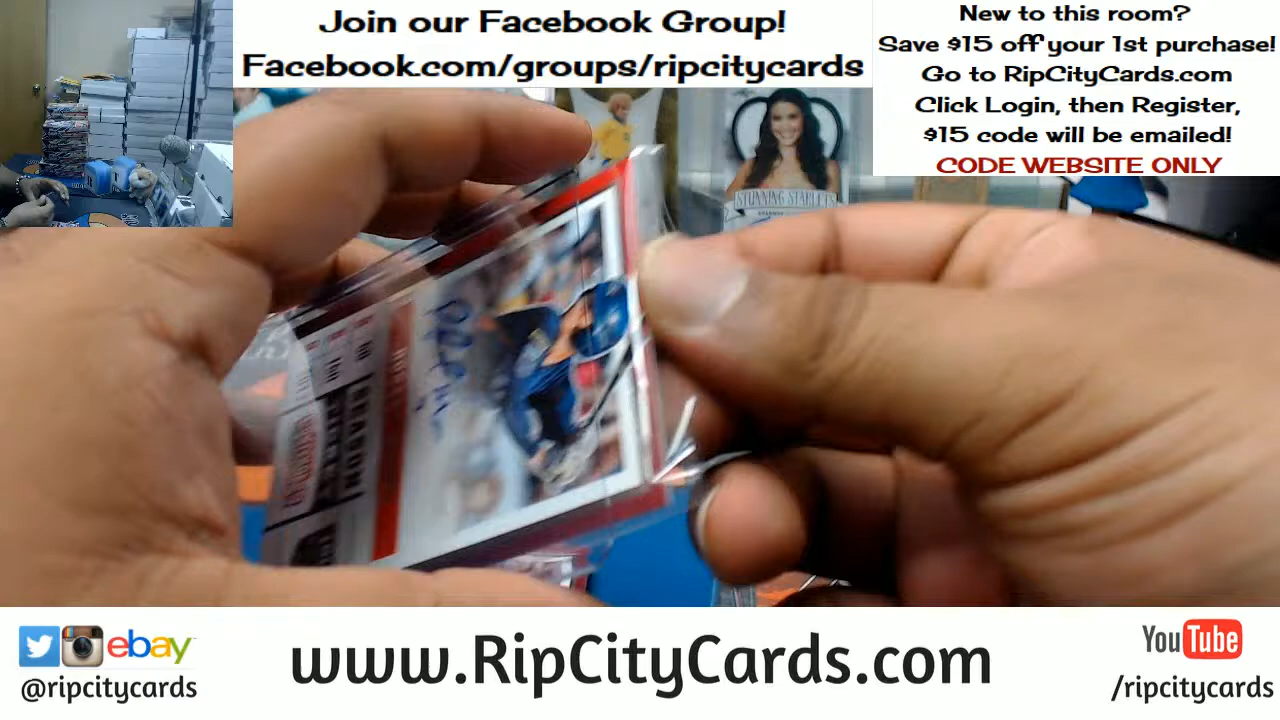 Join our Facebook Group!
Facebook.com/groups/ripcitycards
New to this room?
Save $15 off your 1st purchase!
Go to RipCityCards.com
Click Login, then Register,
$15 code will be emailed!
CODE WEBSITE ONLY
STUNNING STARLETS
SEASON
ebay
@ripcitycards
www.RipCityCards.com
YouTube
/ripcitycards